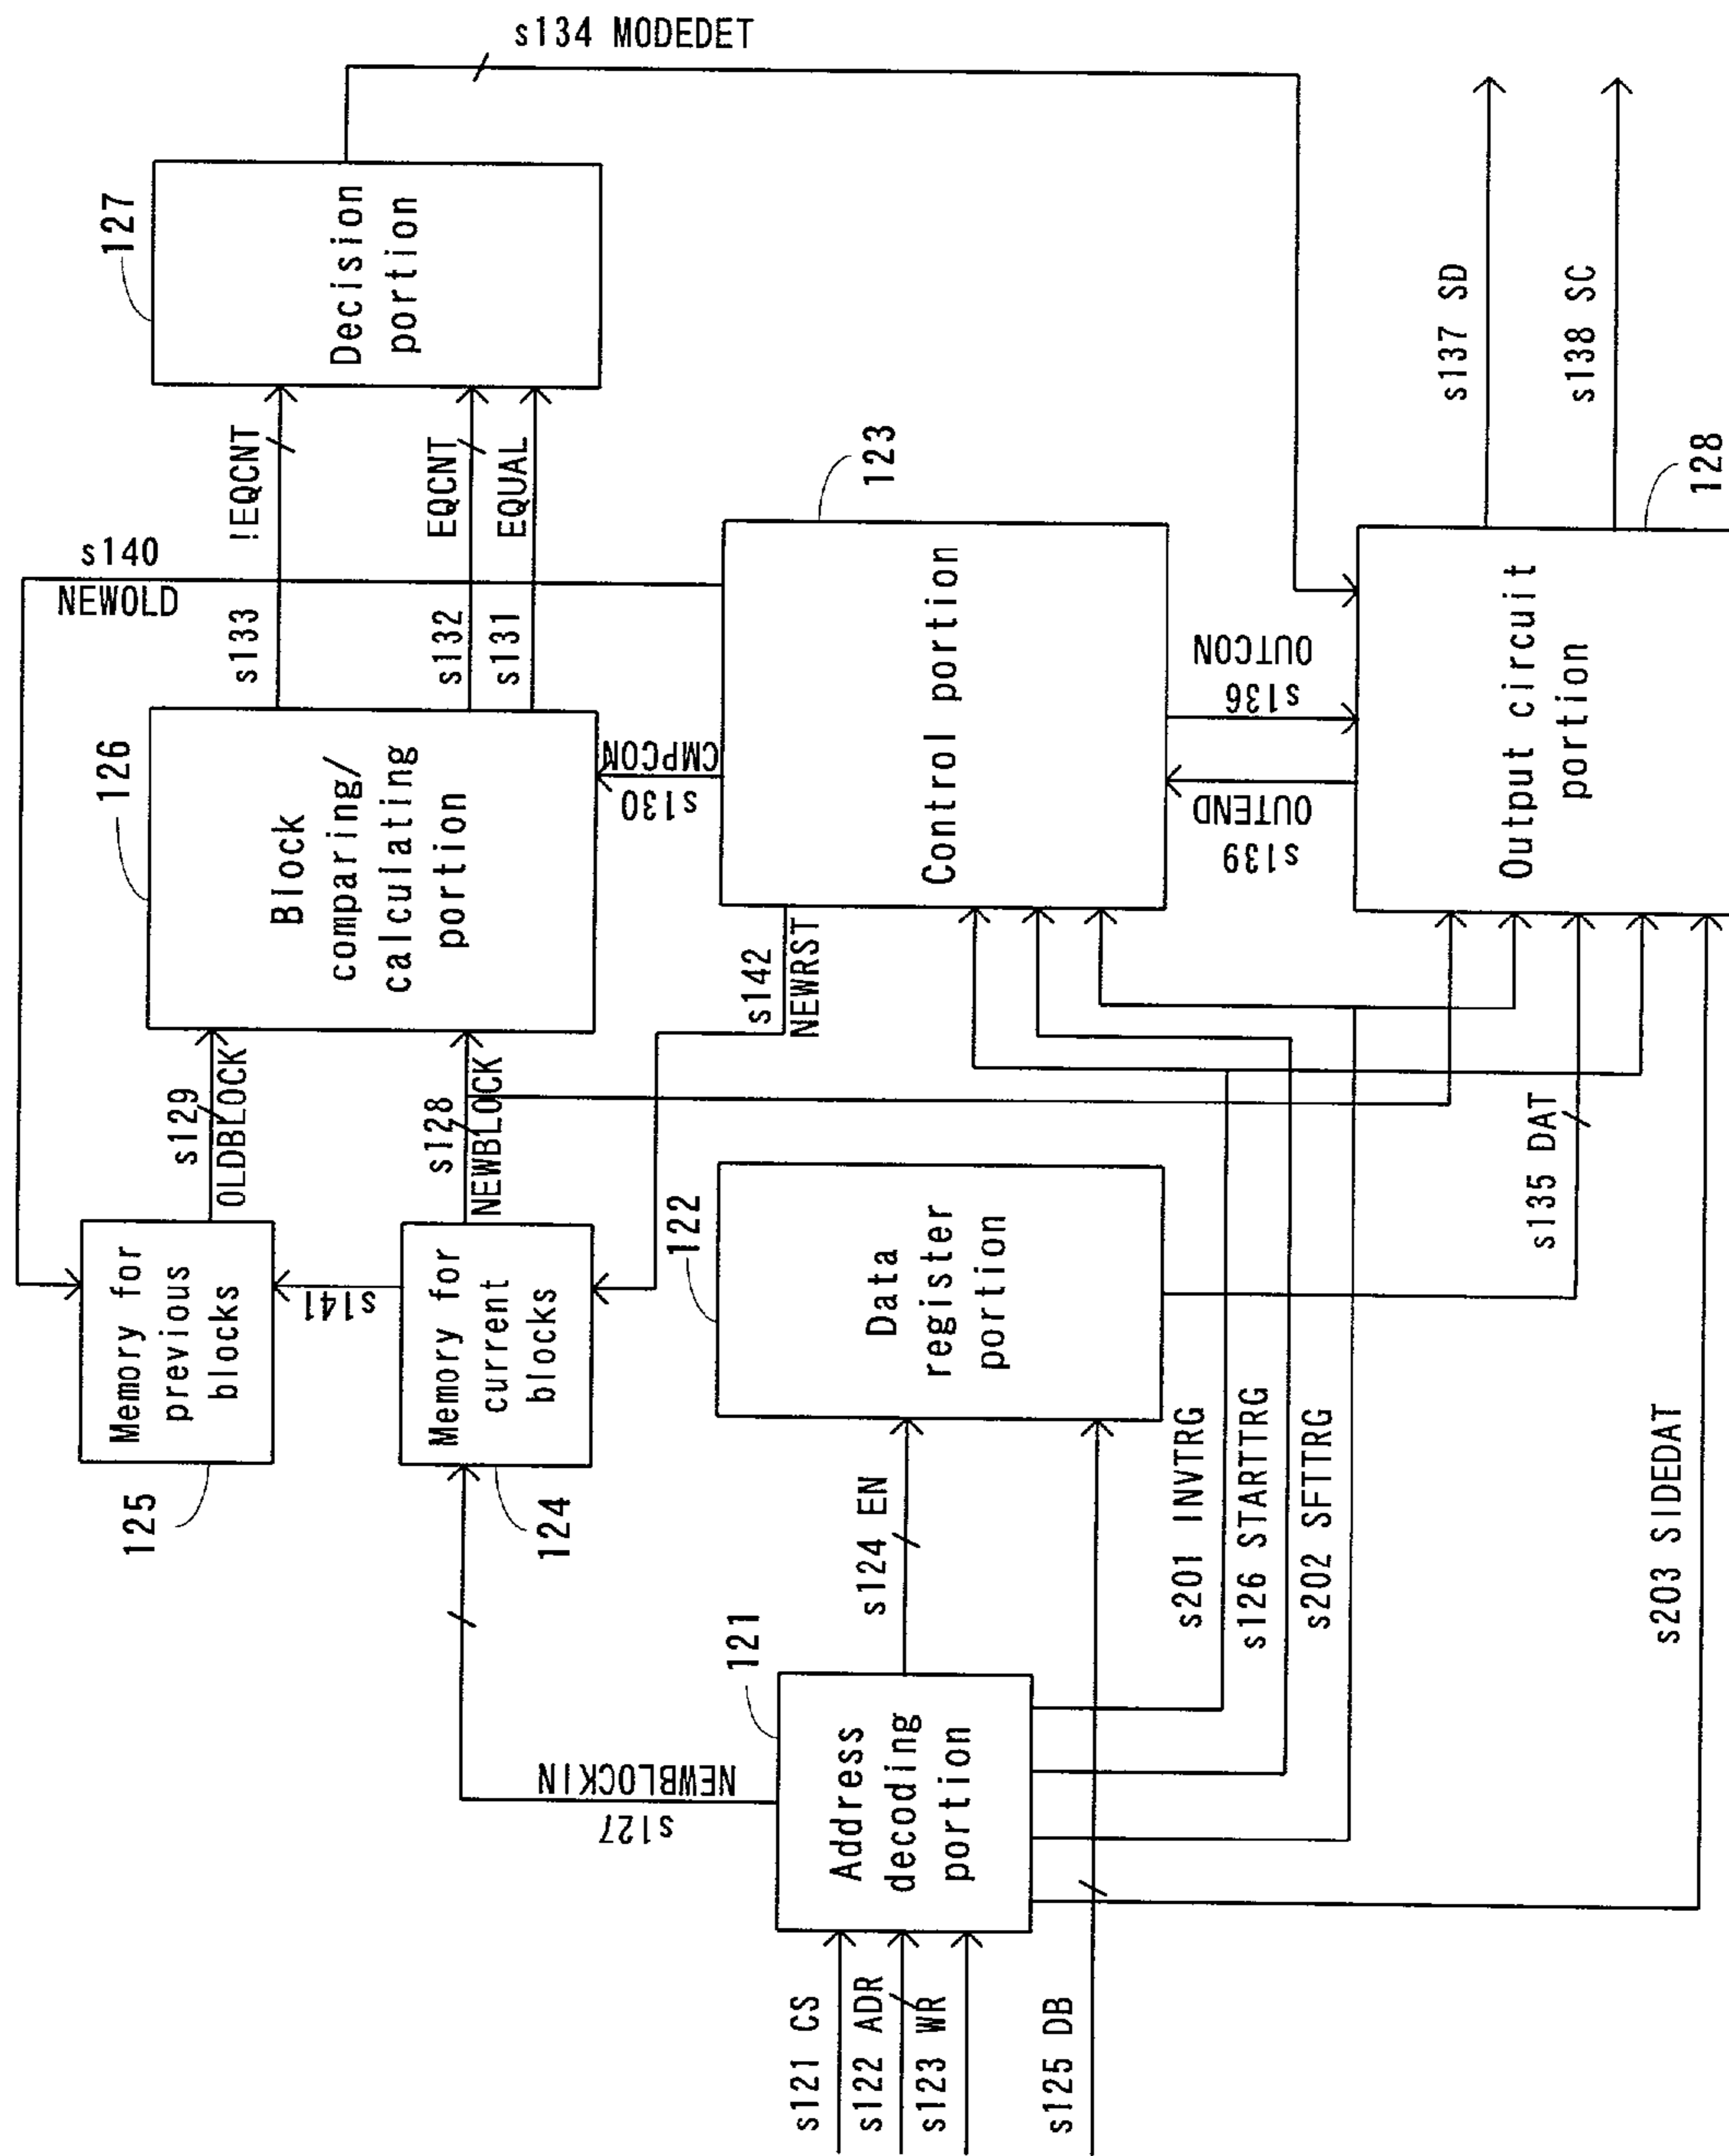 s134 MODEDET
127
Decision
portion
!EQCNT
EQCNT
EQUAL
s140
NEWOLD
s133
s132
s131
126
Block
comparing/
calculating
portion
s129
OLDBLOCK
s128
NEWBLOCK
125
Memory for
previous
blocks
s141
124
Memory for
current
blocks
s142
NEWRST
s130
CMPCON
123
Control portion
s136
OUTCON
s139
OUTEND
s137 SD
s138 SC
128
Output circuit
portion
122
Data
register
portion
s135 DAT
s124 EN
s201 INVTRG
s126 STARTTRG
s202 SFTTRG
s203 SIDEDAT
s127
NEWBLOCKIN
121
Address
decoding
portion
s121 CS
s122 ADR
s123 WR
s125 DB